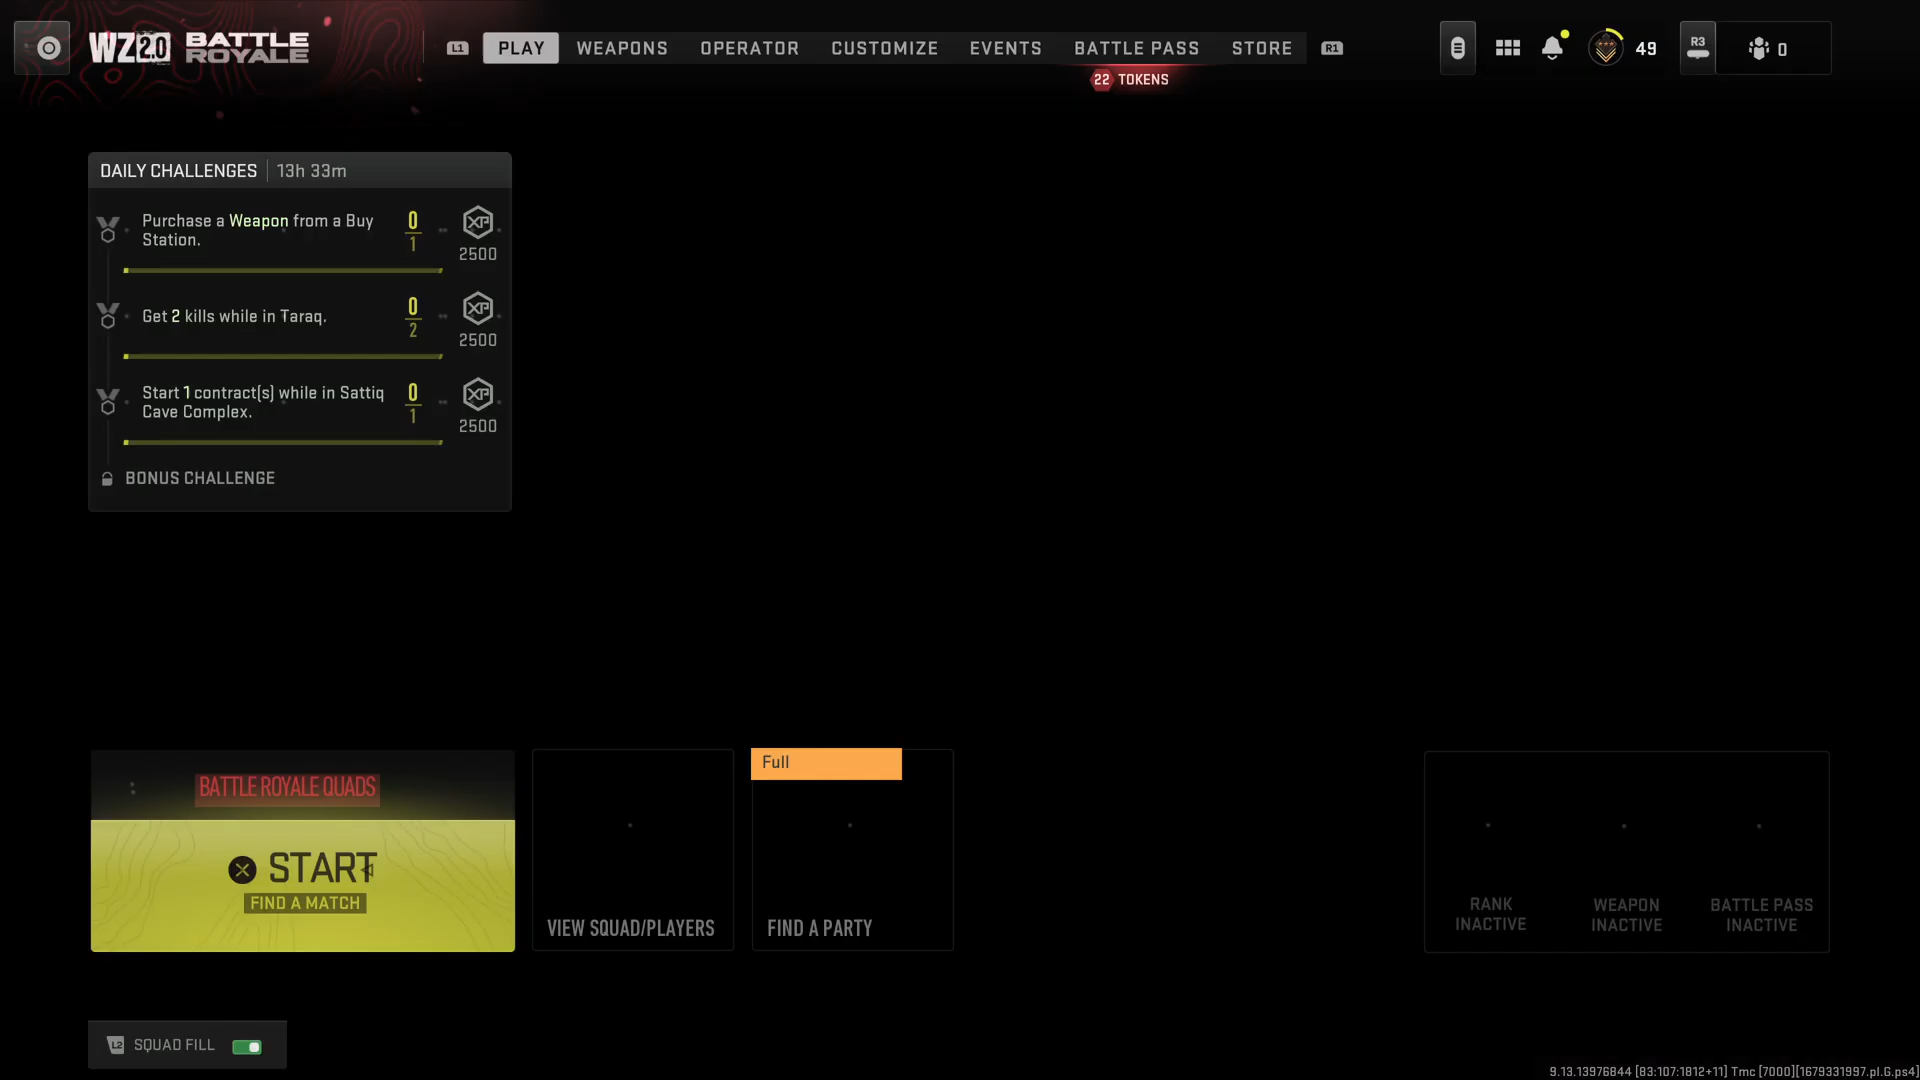 WZ2.0 BATTLE ROYALE
L1 PLAY WEAPONS OPERATOR CUSTOMIZE EVENTS BATTLE PASS STORE R1
49
R3
0
22 TOKENS
DAILY CHALLENGES 13h 33m
Purchase a Weapon from a Buy
Station.
0
1
XP
2500
Get 2 kills while in Taraq.
0
2
XP
2500
Start 1 contract(s) while in Sattiq
Cave Complex.
0
1
XP
2500
BONUS CHALLENGE
BATTLE ROYALE QUADS
START
FIND A MATCH
VIEW SQUAD/PLAYERS
Full
FIND A PARTY
RANK
INACTIVE
WEAPON
INACTIVE
BATTLE PASS
INACTIVE
L2 SQUAD FILL
9.13.13976844 [83:107:1812+11] Tmc [7000][1679331997.pl.G.ps4]